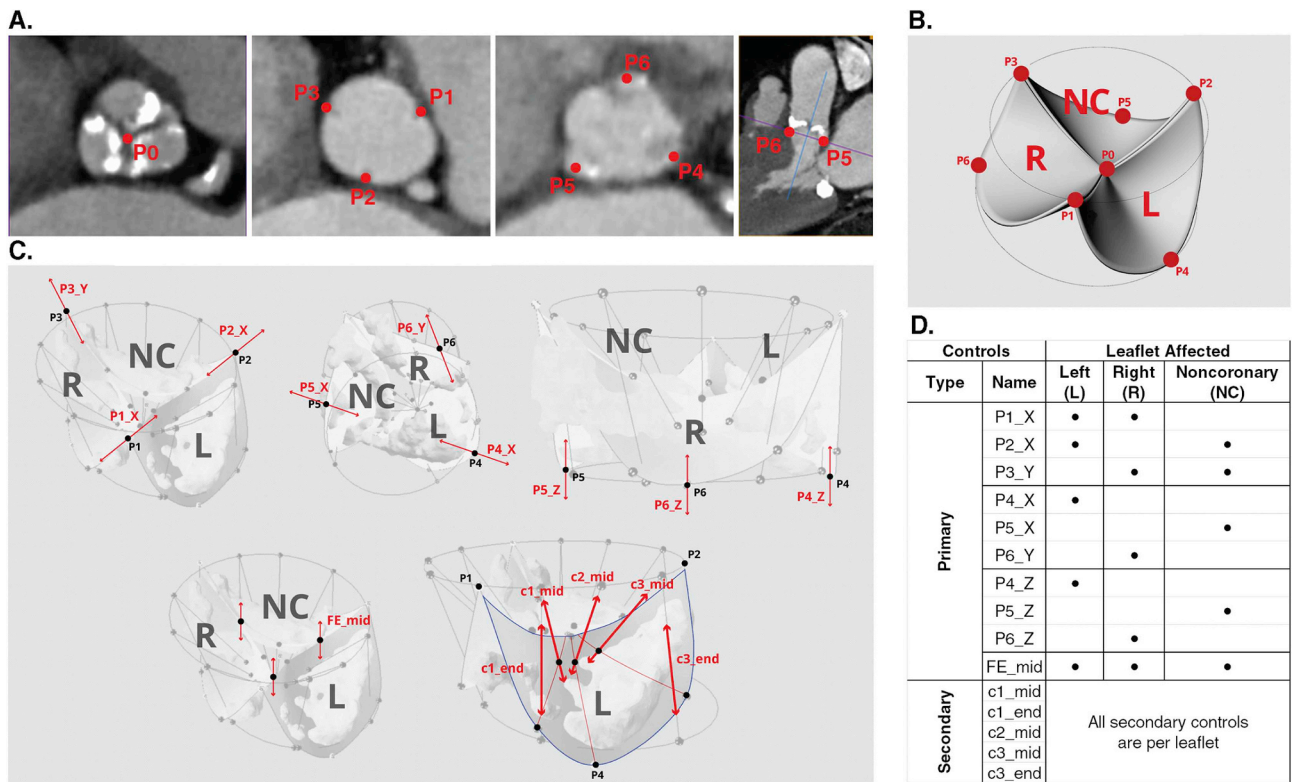 A.
P0
P3
P1
P2
P6
P5
P4
P6
P5
B.
P3
P2
NC
P5
P6
R
P0
L
P1
P4
C.
P3_Y
P3
P2_X
NC
P2
R
P1_X
P1
L
P6_Y
P6
R
P5_X
NC
P5
L
P4_X
P4
NC
L
R
P5
P5_Z
P6
P6_Z
P4
P4_Z
NC
R
FE_mid
L
P1
P2
c1_mid
c2_mid
c3_mid
c1_end
c3_end
L
P4
D.
Controls Leaflet Affected
Type Name Left (L) Right (R) Noncoronary (NC)
Primary
P1_X • •
P2_X • •
P3_Y • •
P4_X •
P5_X •
P6_Y •
P4_Z •
P5_Z •
P6_Z •
FE_mid • • •
Secondary
c1_mid
c1_end
c2_mid
c3_mid
c3_end
All secondary controls
are per leaflet